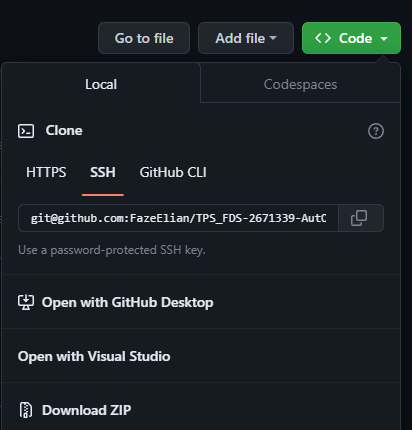 Go to file Add file Code
Local Codespaces
Clone
HTTPS SSH GitHub CLI
git@github.com:FazeElian/TPS_FDS-2671339-AutC
Use a password-protected SSH key.
Open with GitHub Desktop
Open with Visual Studio
Download ZIP